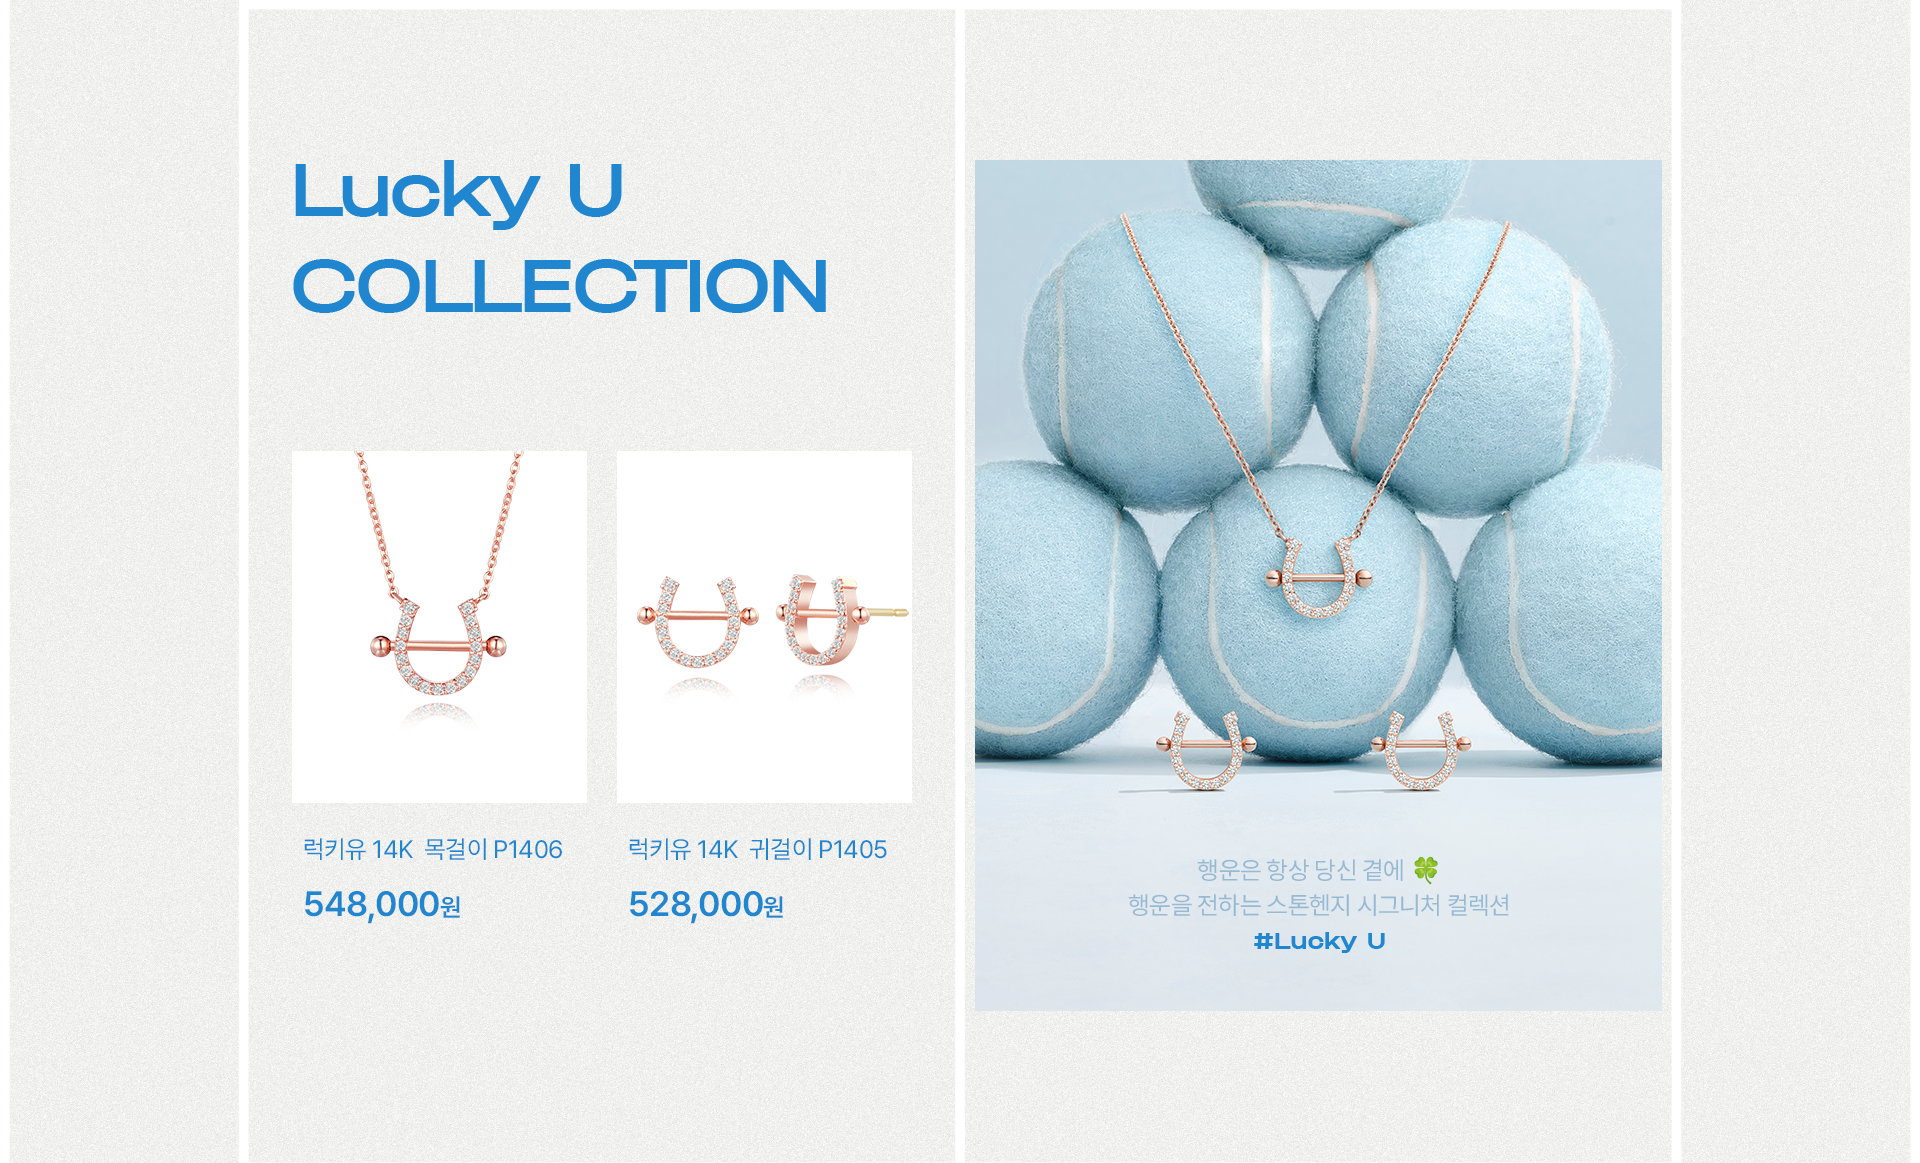 Lucky U
COLLECTION
럭키유 14K 목걸이 P1406
548,000원
럭키유 14K 귀걸이 P1405
528,000원
행운은 항상 당신 곁에 🍀
행운을 전하는 스톤헨지 시그니처 컬렉션
#Lucky U